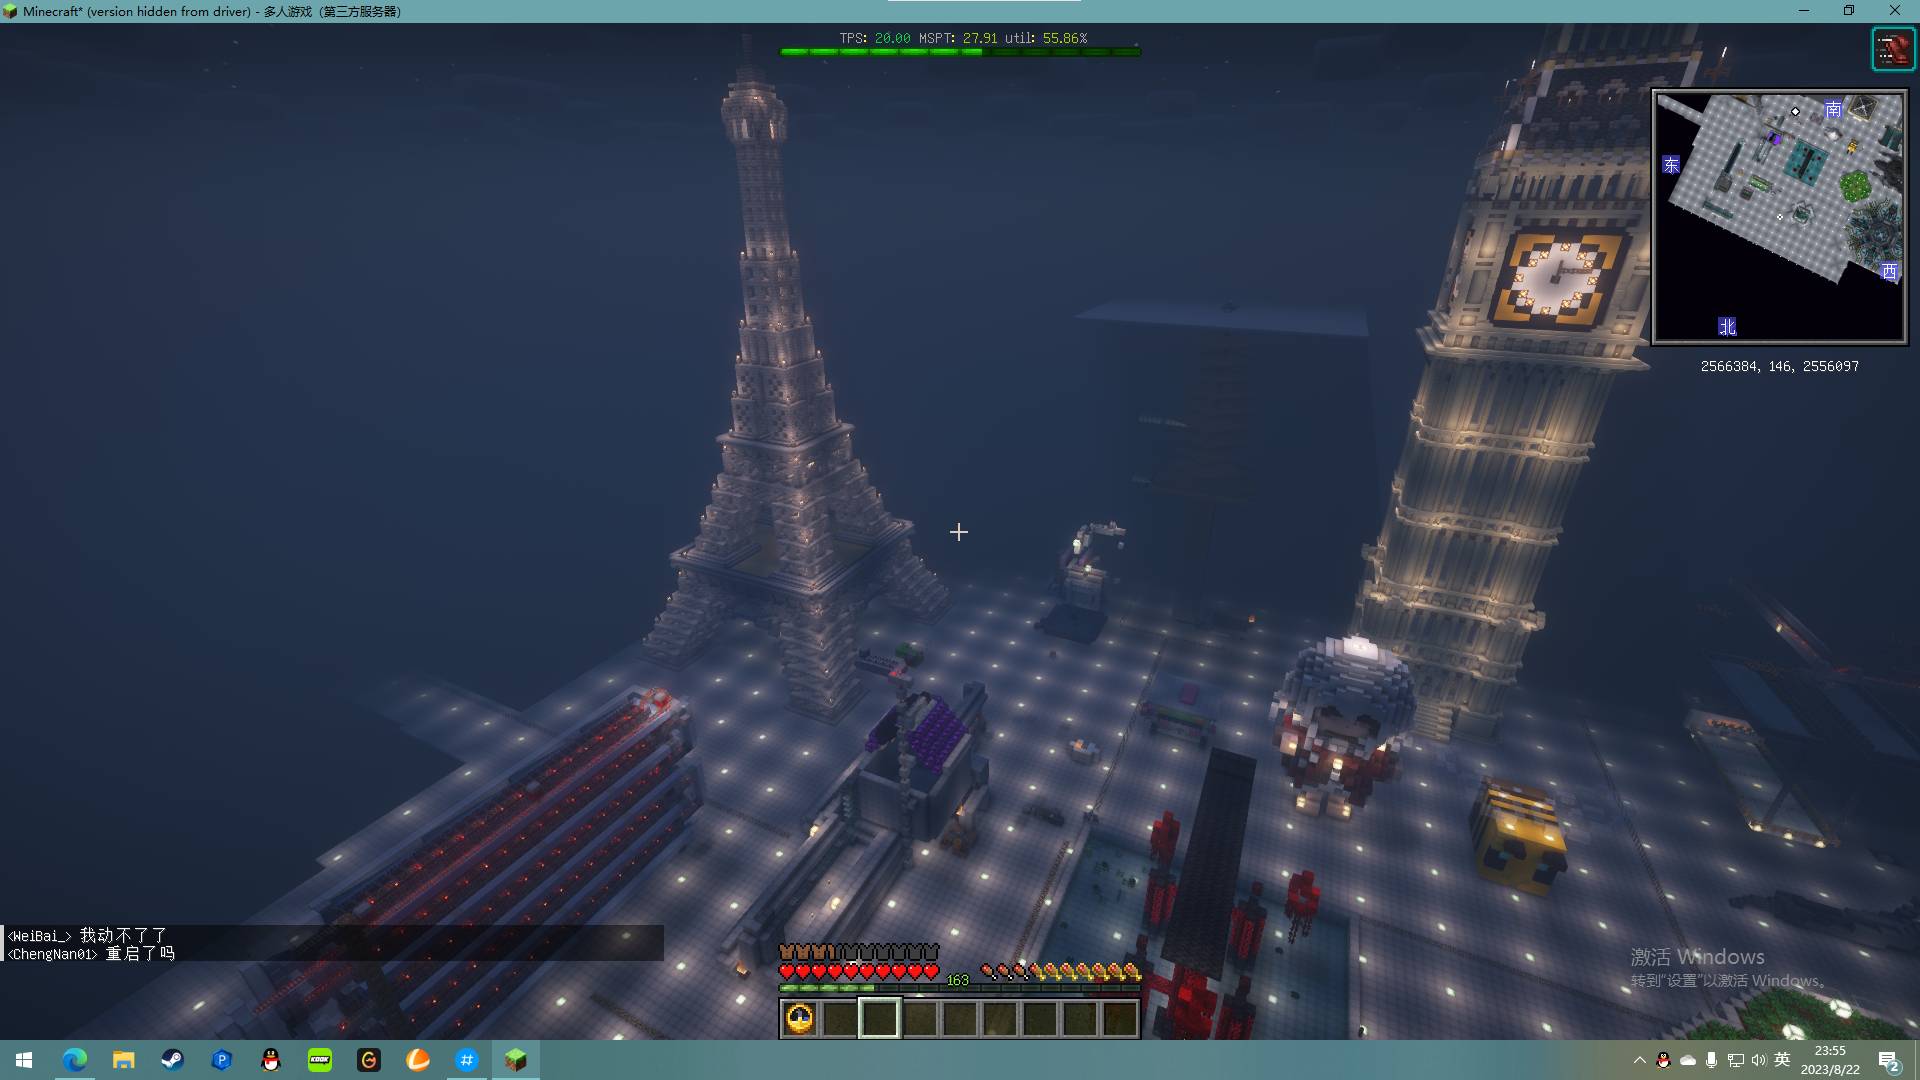 Minecraft* (version hidden from driver) - 多人游戏（第三方服务器）
TPS: 20.00 MSPT: 27.91 util: 55.86%
南
东
西
北
2566384, 146, 2556097
<WeiBai_> 我动不了了
<ChengNan01> 重启了吗
163
激活 Windows
转到“设置”以激活 Windows。
KOOK
英
23:55
2023/8/22
2